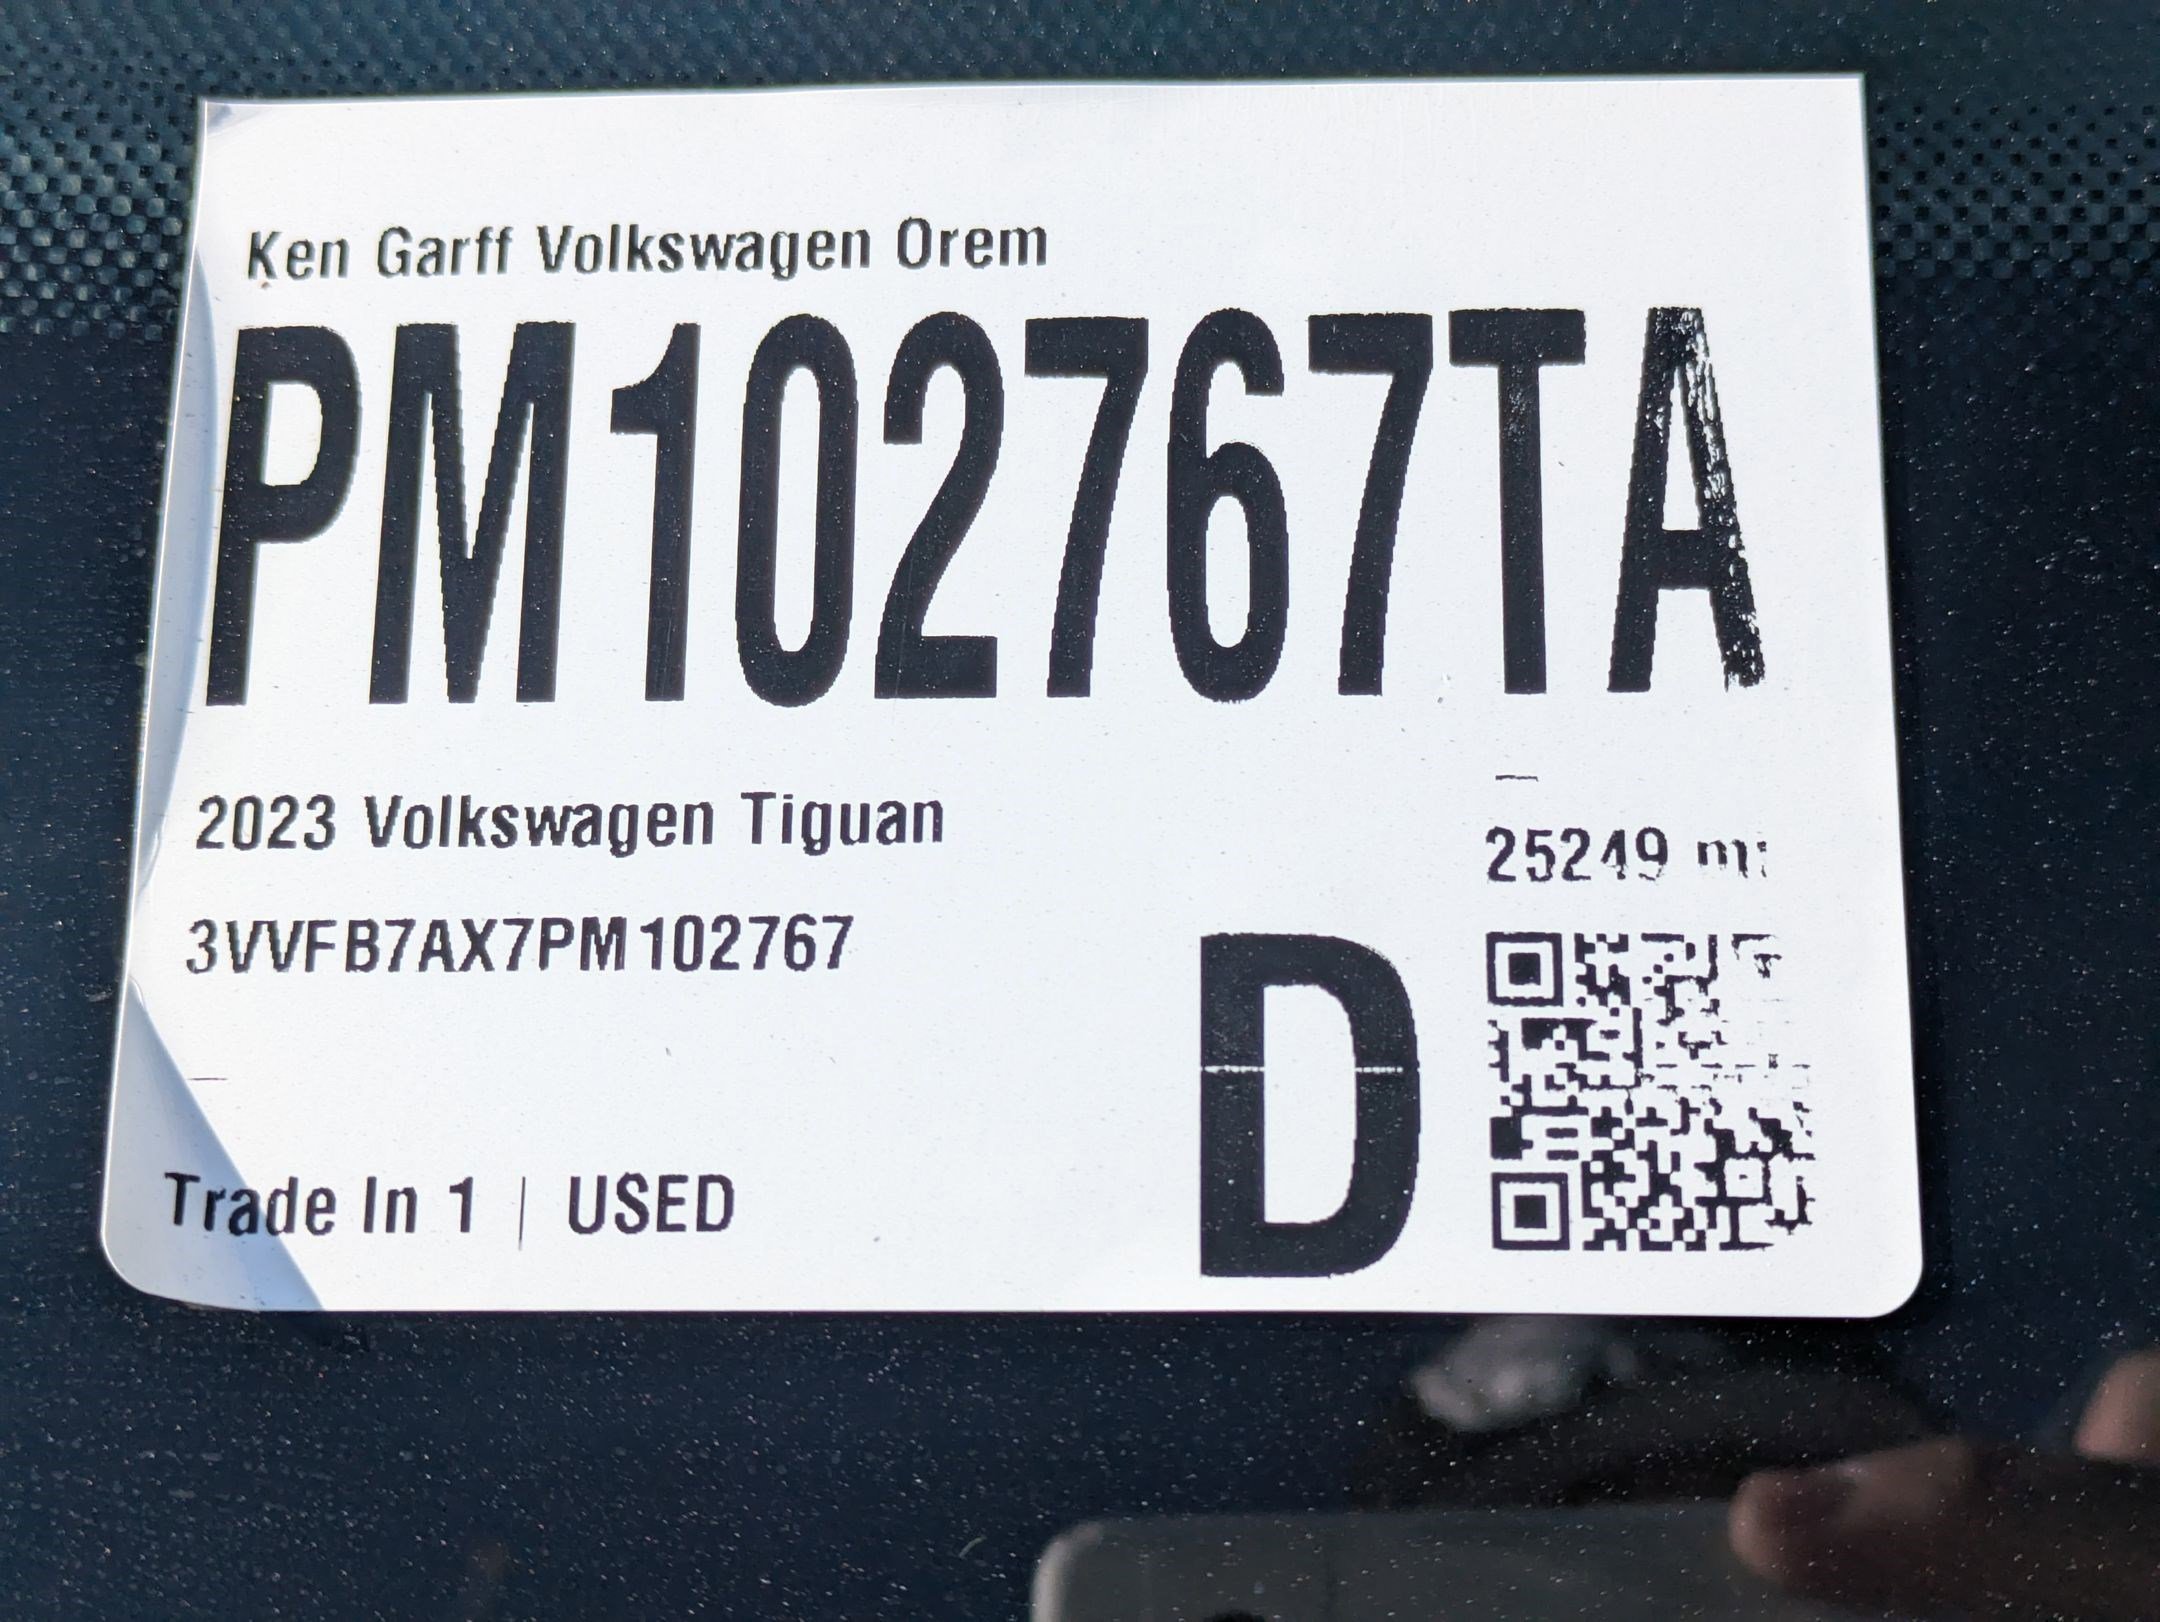 Ken Garff Volkswagen Orem
PM102767TA
2023 Volkswagen Tiguan
25249 mi
3VVFB7AX7PM102767
D
Trade In 1 | USED